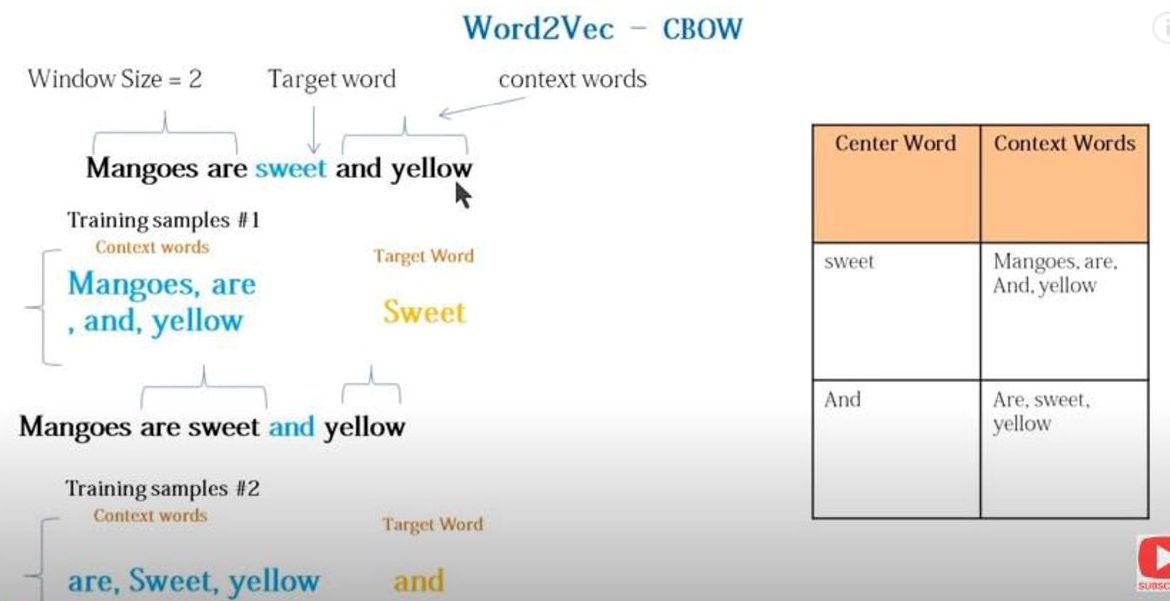 Word2Vec – CBOW
Window Size = 2
Target word
context words
Mangoes are sweet and yellow
Training samples #1
Context words
Target Word
Mangoes, are
, and, yellow
Sweet
Mangoes are sweet and yellow
Training samples #2
Context words
Target Word
are, Sweet, yellow
and
Center Word
Context Words
sweet
Mangoes, are,
And, yellow
And
Are, sweet,
yellow